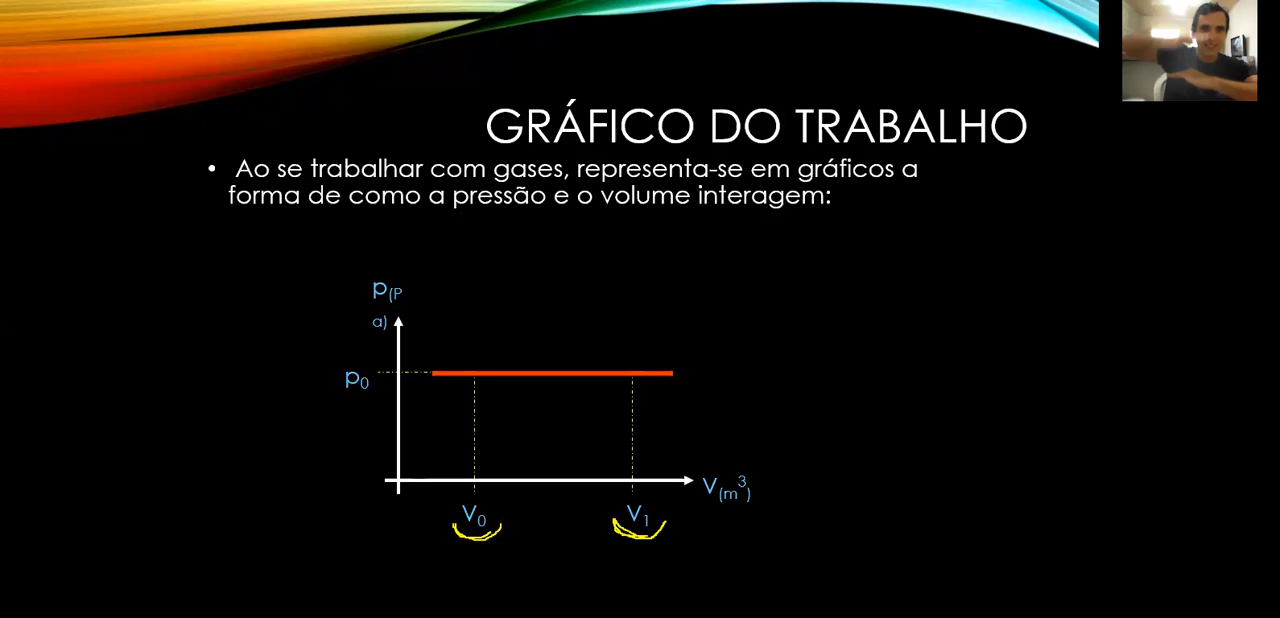 GRÁFICO DO TRABALHO
• Ao se trabalhar com gases, representa-se em gráficos a
forma de como a pressão e o volume interagem:
p(P
a)
p0
V(m³)
V0
V1